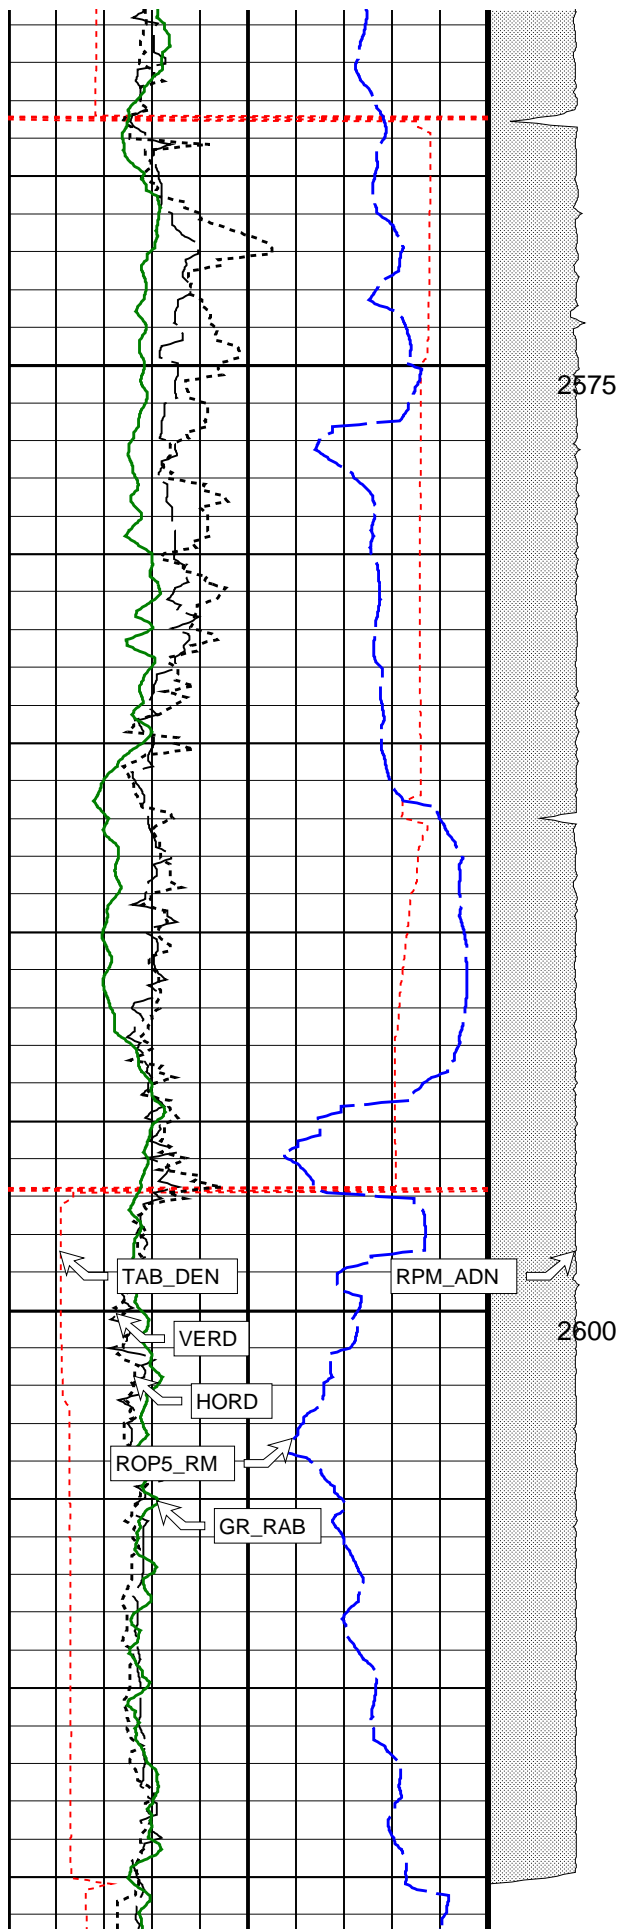 2575
TAB_DEN
RPM_ADN
2600
VERD
HORD
ROP5_RM
GR_RAB